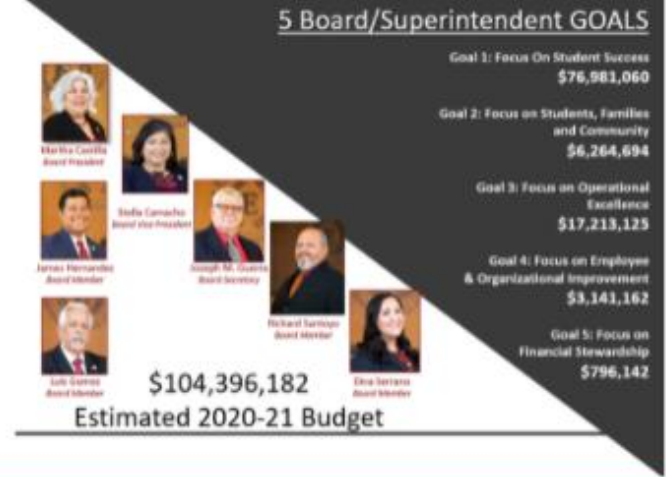 5 Board/Superintendent GOALS
Goal 1: Focus On Student Success
$76,981,060
Goal 2: Focus on Students, Families
and Community
$6,264,694
Goal 3: Focus on Operational
Excellence
$17,213,125
Goal 4: Focus on Employee
& Organizational Improvement
$3,141,162
Goal 5: Focus on
Financial Stewardship
$796,142
Martha Castilla
Board President
Stella Camacho
Board Vice President
James Hernandez
Board Member
Joseph M. Guerra
Board Secretary
Richard Santoyo
Board Member
Luis Gomez
Board Member
Dina Serrano
Board Member
$104,396,182
Estimated 2020-21 Budget